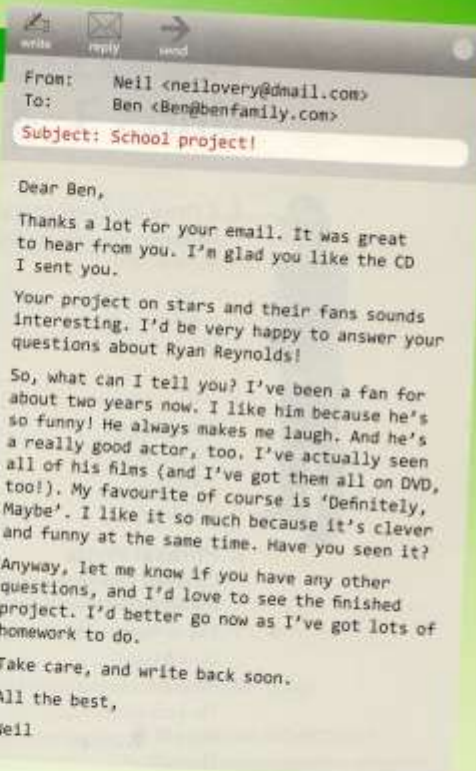 write reply send
From: Neil <neilovery@dmail.com>
To: Ben <Ben@benfamily.com>
Subject: School project!
Dear Ben,
Thanks a lot for your email. It was great
to hear from you. I'm glad you like the CD
I sent you.
Your project on stars and their fans sounds
interesting. I'd be very happy to answer your
questions about Ryan Reynolds!
So, what can I tell you? I've been a fan for
about two years now. I like him because he's
so funny! He always makes me laugh. And he's
a really good actor, too. I've actually seen
all of his films (and I've got them all on DVD,
too!). My favourite of course is 'Definitely,
Maybe'. I like it so much because it's clever
and funny at the same time. Have you seen it?
Anyway, let me know if you have any other
questions, and I'd love to see the finished
project. I'd better go now as I've got lots of
homework to do.
Take care, and write back soon.
All the best,
Neil